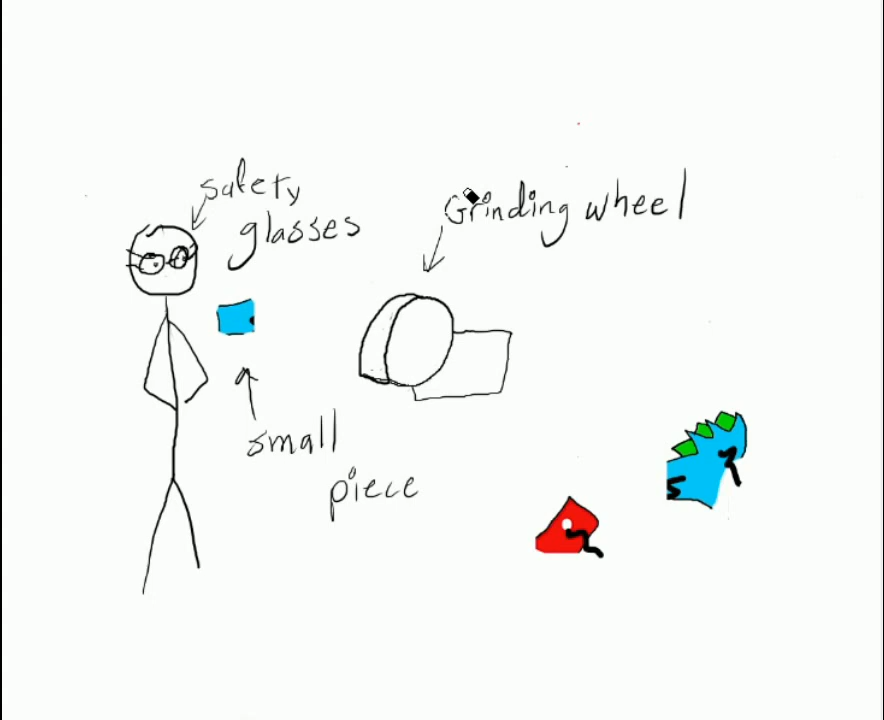 safety
glasses
Grinding wheel
small
piece